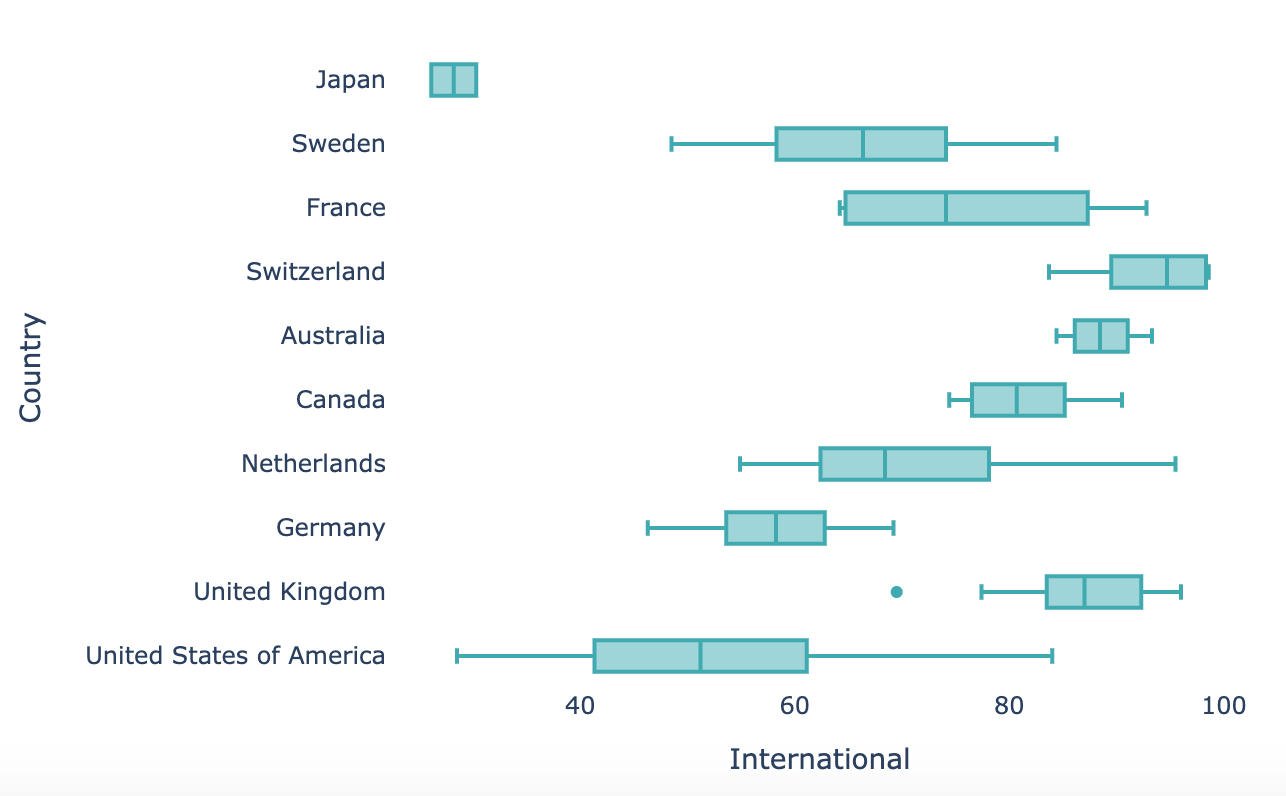 Japan
Sweden
France
Switzerland
Australia
Canada
Netherlands
Germany
United Kingdom
United States of America
Country
40 60 80 100
International